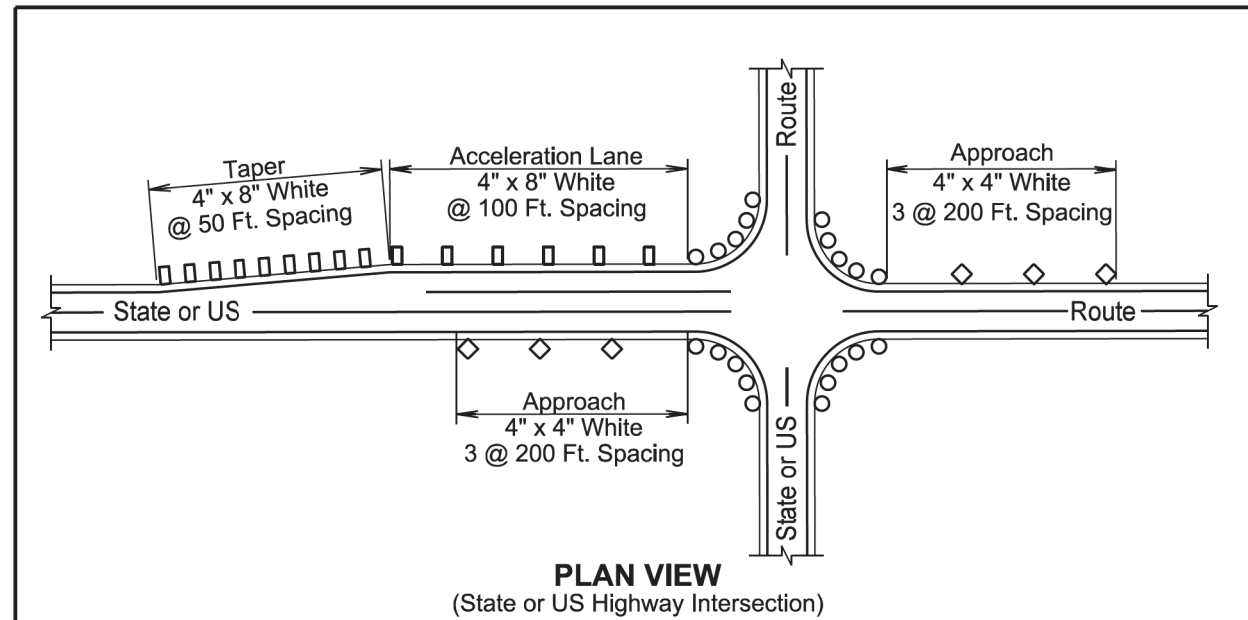 Route
Taper
4" x 8" White
@ 50 Ft. Spacing
Acceleration Lane
4" x 8" White
@ 100 Ft. Spacing
Approach
4" x 4" White
3 @ 200 Ft. Spacing
State or US
Route
Approach
4" x 4" White
3 @ 200 Ft. Spacing
State or US
PLAN VIEW
(State or US Highway Intersection)